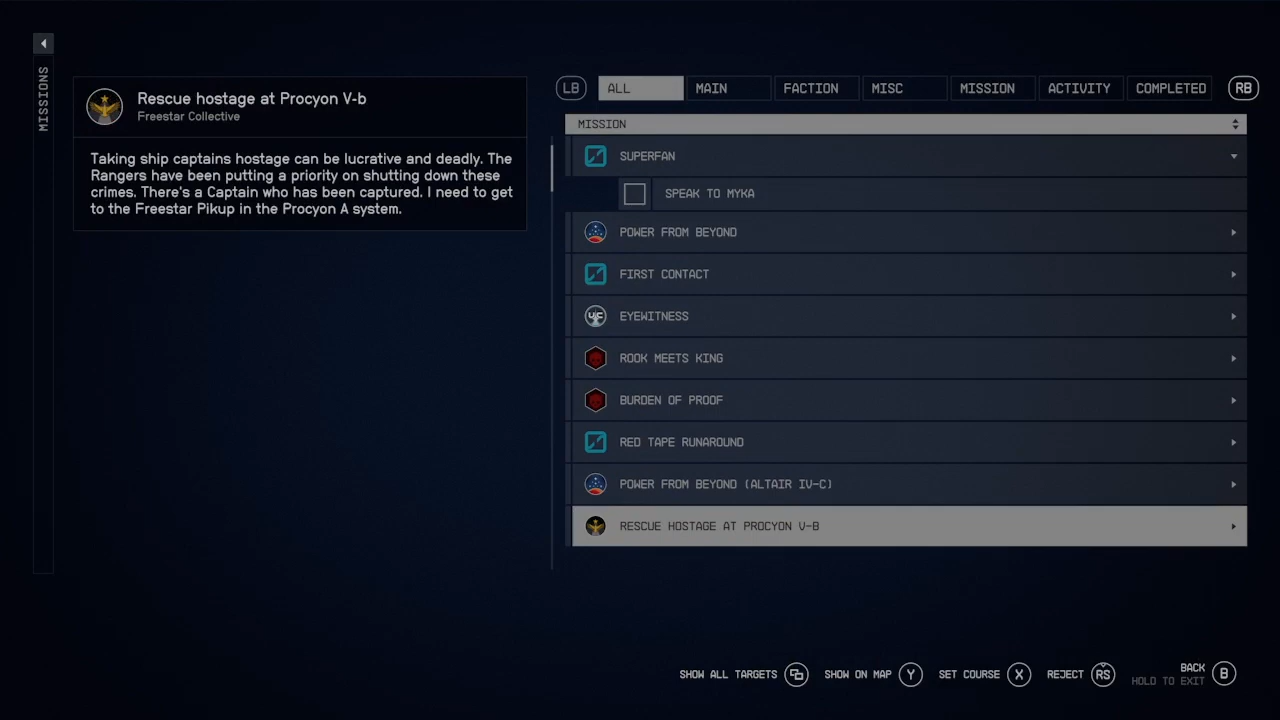 MISSIONS
Rescue hostage at Procyon V-b
Freestar Collective
Taking ship captains hostage can be lucrative and deadly. The
Rangers have been putting a priority on shutting down these
crimes. There's a Captain who has been captured. I need to get
to the Freestar Pikup in the Procyon A system.
LB ALL MAIN FACTION MISC MISSION ACTIVITY COMPLETED RB
MISSION
SUPERFAN
SPEAK TO MYKA
POWER FROM BEYOND
FIRST CONTACT
UC EYEWITNESS
ROOK MEETS KING
BURDEN OF PROOF
RED TAPE RUNAROUND
POWER FROM BEYOND (ALTAIR IV-C)
RESCUE HOSTAGE AT PROCYON V-B
SHOW ALL TARGETS SHOW ON MAP Y SET COURSE X REJECT RS BACK B
HOLD TO EXIT